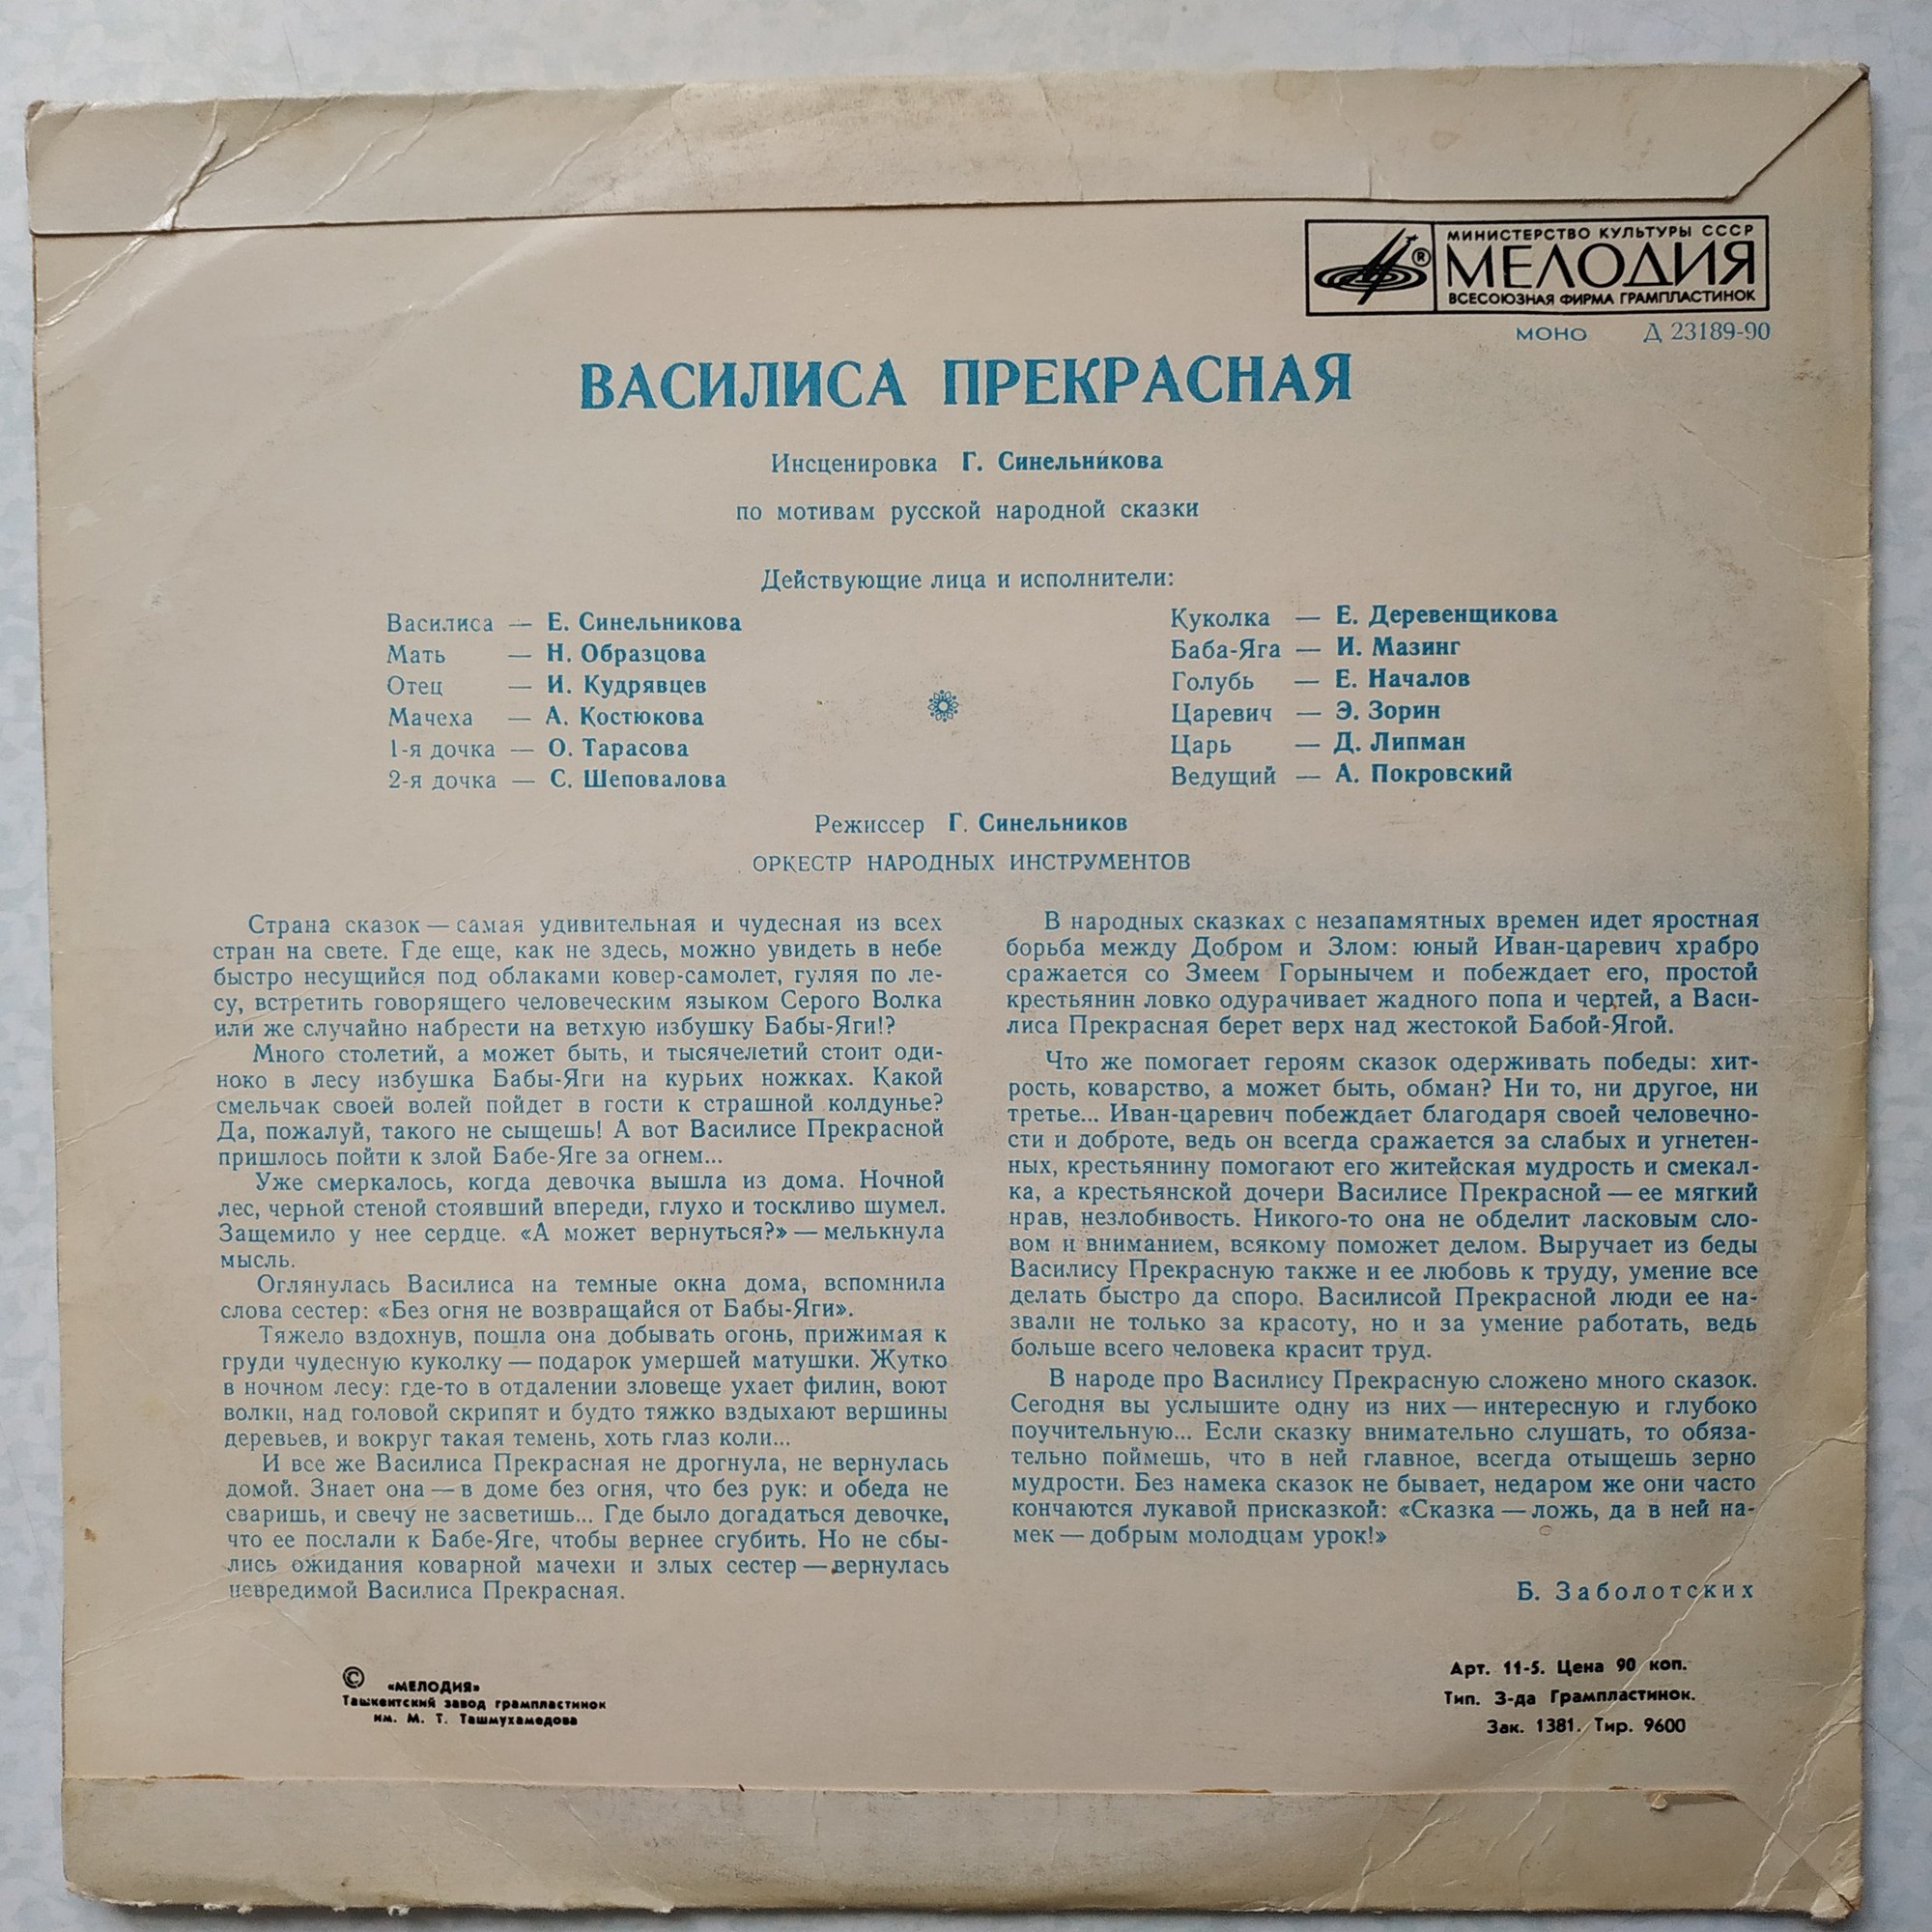 МИНИСТЕРСТВО КУЛЬТУРЫ СССР
МЕЛОДИЯ
®
ВСЕСОЮЗНАЯ ФИРМА ГРАМПЛАСТИНОК
МОНО Д 23189-90
ВАСИЛИСА ПРЕКРАСНАЯ
Инсценировка Г. Синельникова
по мотивам русской народной сказки
Действующие лица и исполнители:
Василиса — Е. Синельникова
Мать — Н. Образцова
Отец — И. Кудрявцев
Мачеха — А. Костюкова
1-я дочка — О. Тарасова
2-я дочка — С. Шеповалова
Куколка — Е. Деревенщикова
Баба-Яга — И. Мазинг
Голубь — Е. Началов
Царевич — Э. Зорин
Царь — Д. Липман
Ведущий — А. Покровский
Режиссер Г. Синельников
ОРКЕСТР НАРОДНЫХ ИНСТРУМЕНТОВ
Страна сказок — самая удивительная и чудесная из всех
стран на свете. Где еще, как не здесь, можно увидеть в небе
быстро несущийся под облаками ковер-самолет, гуляя по ле-
су, встретить говорящего человеческим языком Серого Волка
или же случайно набрести на ветхую избушку Бабы-Яги!?
Много столетий, а может быть, и тысячелетий стоит оди-
ноко в лесу избушка Бабы-Яги на курьих ножках. Какой
смельчак своей волей пойдет в гости к страшной колдунье?
Да, пожалуй, такого не сыщешь! А вот Василисе Прекрасной
пришлось пойти к злой Бабе-Яге за огнем...
Уже смеркалось, когда девочка вышла из дома. Ночной
лес, черной стеной стоявший впереди, глухо и тоскливо шумел.
Защемило у нее сердце. «А может вернуться?» — мелькнула
мысль.
Оглянулась Василиса на темные окна дома, вспомнила
слова сестер: «Без огня не возвращайся от Бабы-Яги».
Тяжело вздохнув, пошла она добывать огонь, прижимая к
груди чудесную куколку — подарок умершей матушки. Жутко
в ночном лесу: где-то в отдалении зловеще ухает филин, воют
волки, над головой скрипят и будто тяжко вздыхают вершины
деревьев, и вокруг такая темень, хоть глаз коли...
И все же Василиса Прекрасная не дрогнула, не вернулась
домой. Знает она — в доме без огня, что без рук: и обеда не
сваришь, и свечу не засветишь... Где было догадаться девочке,
что ее послали к Бабе-Яге, чтобы вернее сгубить. Но не сбы-
лись ожидания коварной мачехи и злых сестер — вернулась
невредимой Василиса Прекрасная.
В народных сказках с незапамятных времен идет яростная
борьба между Добром и Злом: юный Иван-царевич храбро
сражается со Змеем Горынычем и побеждает его, простой
крестьянин ловко одурачивает жадного попа и чертей, а Васи-
лиса Прекрасная берет верх над жестокой Бабой-Ягой.
Что же помогает героям сказок одерживать победы: хит-
рость, коварство, а может быть, обман? Ни то, ни другое, ни
третье... Иван-царевич побеждает благодаря своей человечно-
сти и доброте, ведь он всегда сражается за слабых и угнетен-
ных, крестьянину помогают его житейская мудрость и смекал-
ка, а крестьянской дочери Василисе Прекрасной — ее мягкий
нрав, незлобивость. Никого-то она не обделит ласковым сло-
вом и вниманием, всякому поможет делом. Выручает из беды
Василису Прекрасную также и ее любовь к труду, умение все
делать быстро да споро. Василисой Прекрасной люди ее на-
звали не только за красоту, но и за умение работать, ведь
больше всего человека красит труд.
В народе про Василису Прекрасную сложено много сказок.
Сегодня вы услышите одну из них — интересную и глубоко
поучительную... Если сказку внимательно слушать, то обяза-
тельно поймешь, что в ней главное, всегда отыщешь зерно
мудрости. Без намека сказок не бывает, недаром же они часто
кончаются лукавой присказкой: «Сказка — ложь, да в ней на-
мек — добрым молодцам урок!»
Б. Заболотских
© «МЕЛОДИЯ»
Ташкентский завод грампластинок
им. М. Т. Ташмухамедова
Арт. 11-5. Цена 90 коп.
Тип. З-да Грампластинок.
Зак. 1381. Тир. 9600